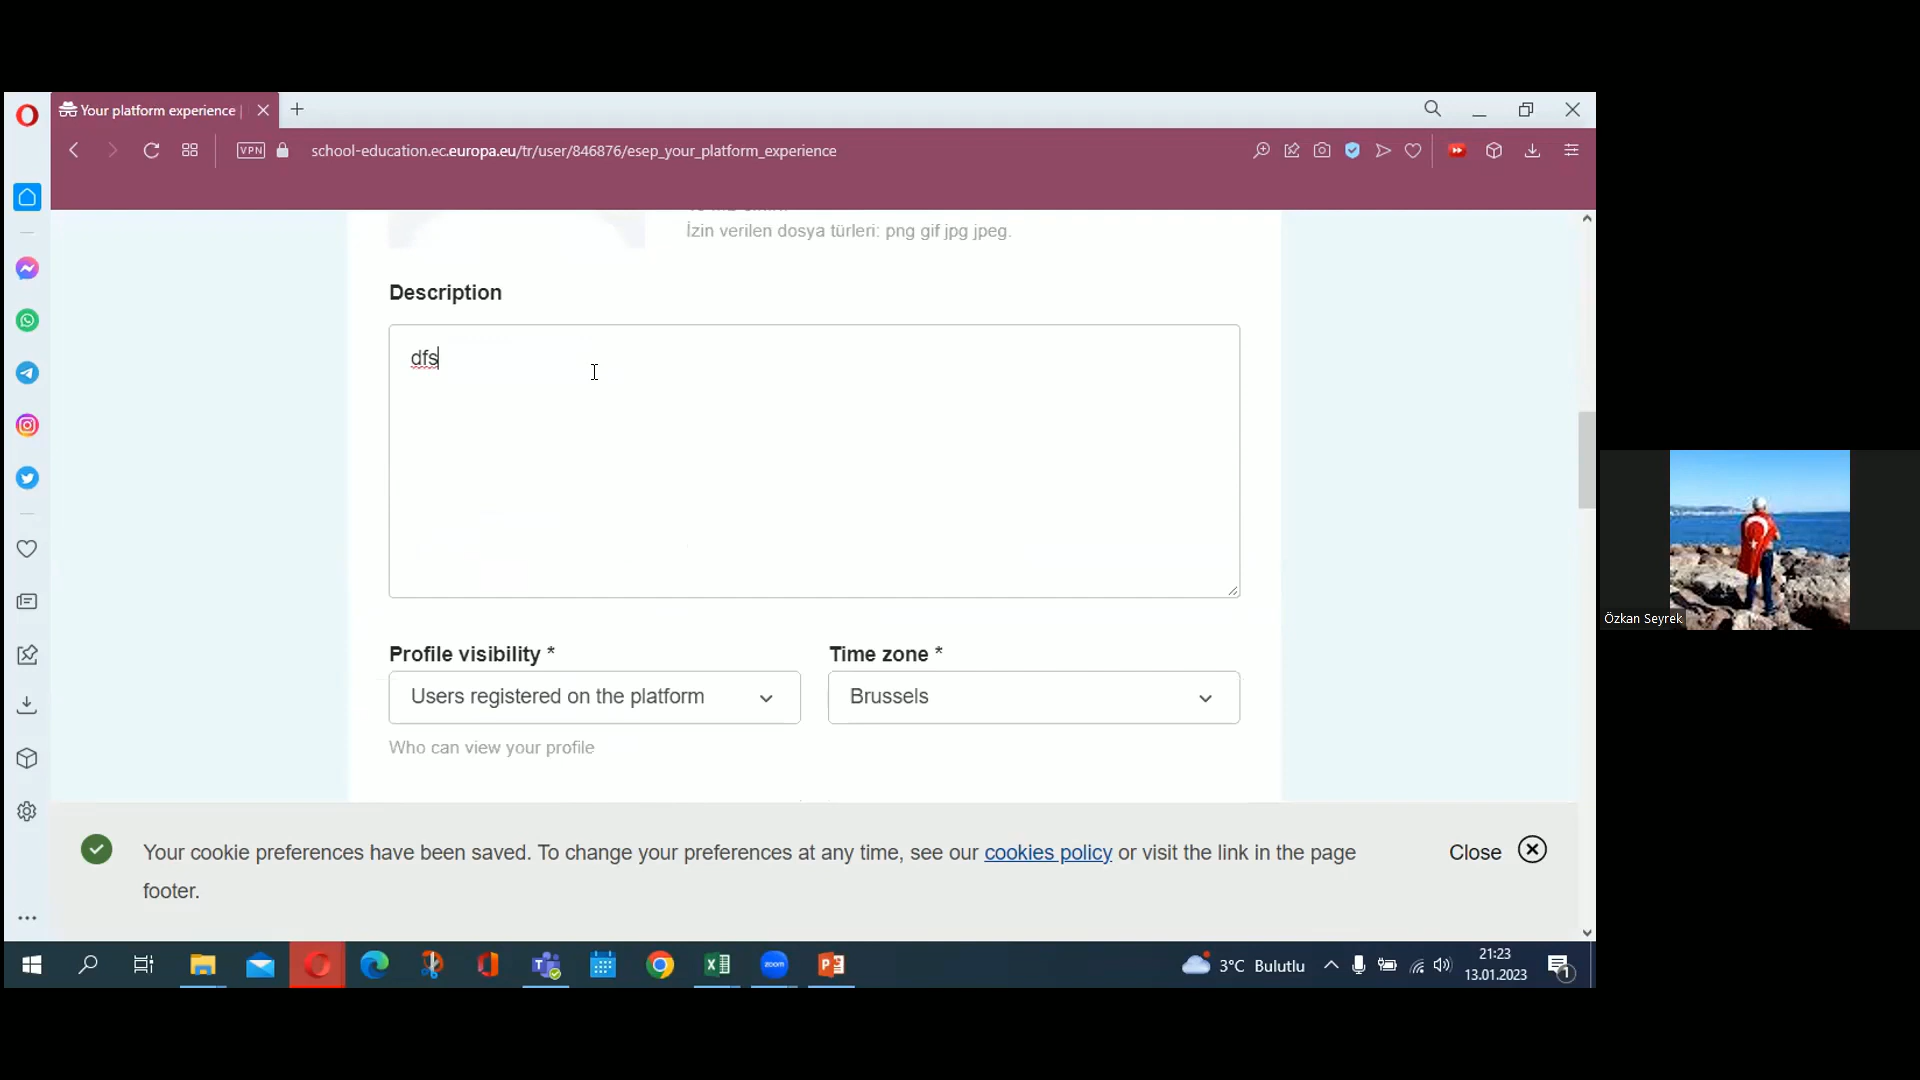 Your platform experience |
VPN
school-education.ec.europa.eu/tr/user/846876/esep_your_platform_experience
İzin verilen dosya türleri: png gif jpg jpeg.
Description
dfs
Profile visibility *
Time zone *
Users registered on the platform
Brussels
Who can view your profile
Your cookie preferences have been saved. To change your preferences at any time, see our cookies policy or visit the link in the page
footer.
Close
Özkan Seyrek
zoom
3°C Bulutlu
21:23
13.01.2023
1